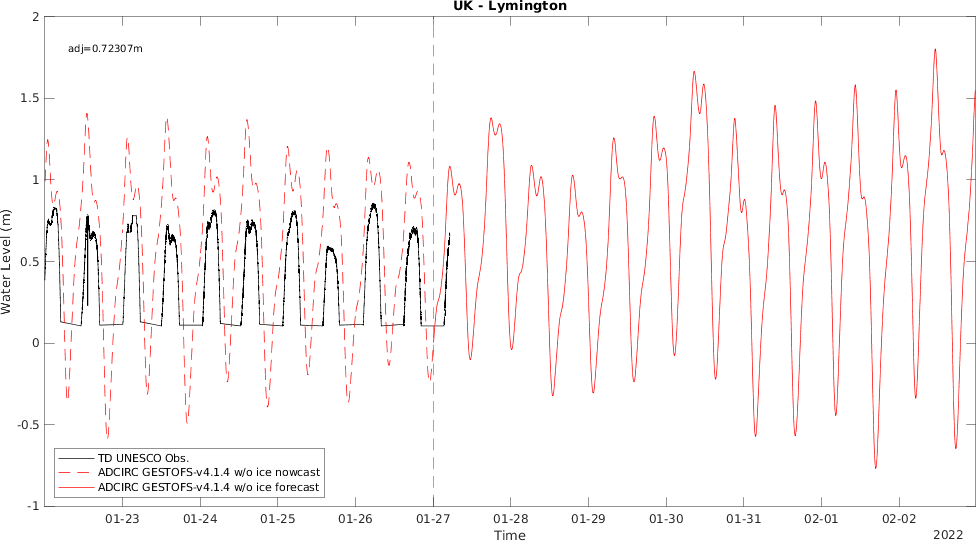 UK - Lymington
adj=0.72307m
Water Level (m)
2
1.5
1
0.5
0
-0.5
-1
TD UNESCO Obs.
ADCIRC GESTOFS-v4.1.4 w/o ice nowcast
ADCIRC GESTOFS-v4.1.4 w/o ice forecast
01-23 01-24 01-25 01-26 01-27 01-28 01-29 01-30 01-31 02-01 02-02
Time
2022